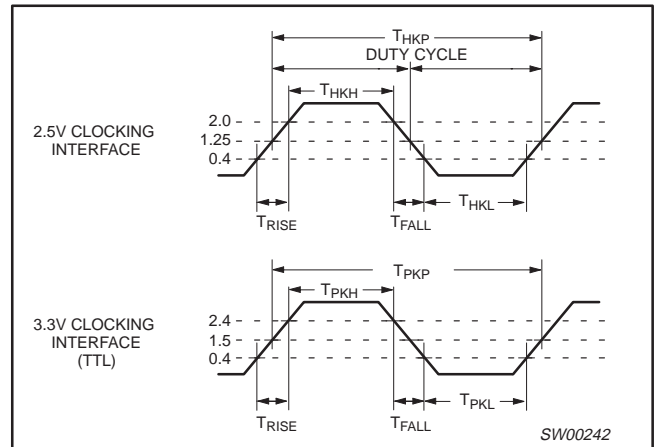 THKP
DUTY CYCLE
THKH
2.5V CLOCKING
INTERFACE
2.0
1.25
0.4
TRISE
TFALL
THKL
TPKP
TPKH
3.3V CLOCKING
INTERFACE
(TTL)
2.4
1.5
0.4
TRISE
TFALL
TPKL
SW00242